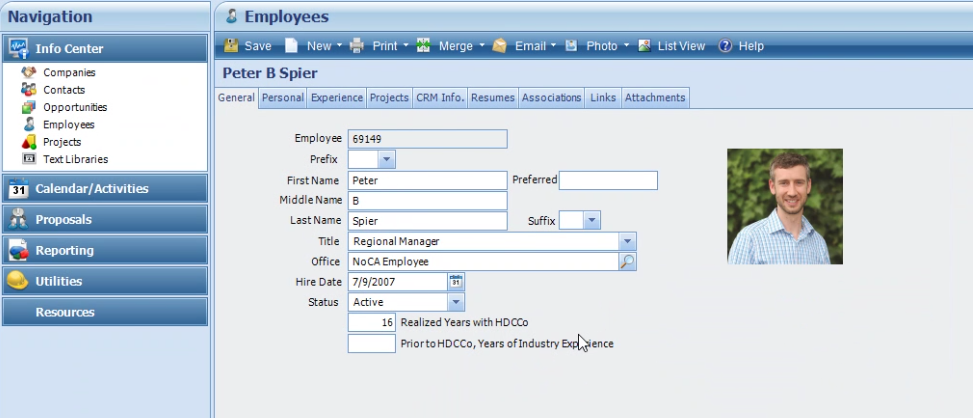 Navigation
Info Center
Companies
Contacts
Opportunities
Employees
Projects
Text Libraries
31 Calendar/Activities
Proposals
Reporting
Utilities
Resources
Employees
Save New Print Merge Email Photo List View Help
Peter B Spier
General Personal Experience Projects CRM Info. Resumes Associations Links Attachments
Employee 69149
Prefix
First Name Peter Preferred
Middle Name B
Last Name Spier Suffix
Title Regional Manager
Office NoCA Employee
Hire Date 7/9/2007 31
Status Active
16 Realized Years with HDCCo
Prior to HDCCo, Years of Industry Experience